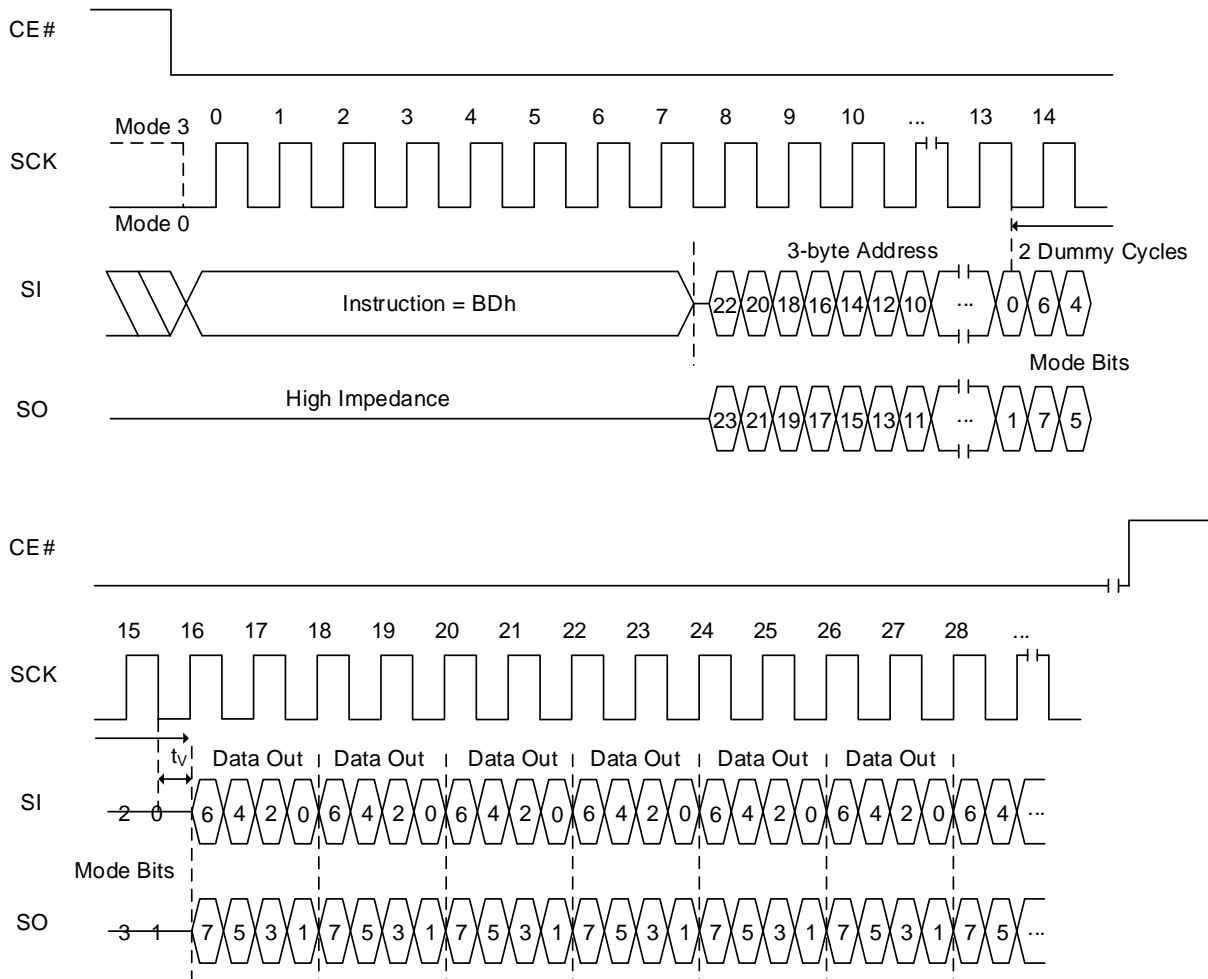 CE#
0 1 2 3 4 5 6 7 8 9 10 ... 13 14
Mode 3
SCK
Mode 0
3-byte Address 2 Dummy Cycles
SI
Instruction = BDh
22 20 18 16 14 12 10 ... 0 6 4
Mode Bits
High Impedance
SO
23 21 19 17 15 13 11 ... 1 7 5
CE#
15 16 17 18 19 20 21 22 23 24 25 26 27 28 ...
SCK
tV Data Out Data Out Data Out Data Out Data Out Data Out
SI
2 0 6 4 2 0 6 4 2 0 6 4 2 0 6 4 2 0 6 4 2 0 6 4 2 0 6 4 ...
Mode Bits
SO
3 1 7 5 3 1 7 5 3 1 7 5 3 1 7 5 3 1 7 5 3 1 7 5 3 1 7 5 ...